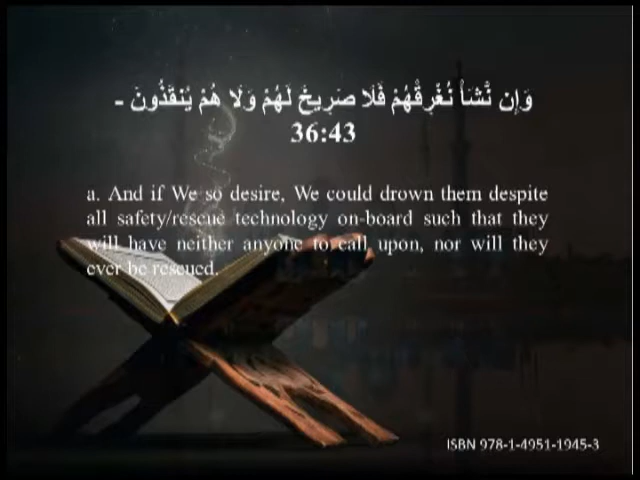 وَإِن نَّشَأْ نُغْرِقْهُمْ فَلَا صَرِيخَ لَهُمْ وَلَا هُمْ يُنقَذُونَ -
36:43
a. And if We so desire, We could drown them despite
all safety/rescue technology on-board such that they
will have neither anyone to call upon, nor will they
ever be rescued.
ISBN 978-1-4951-1945-3